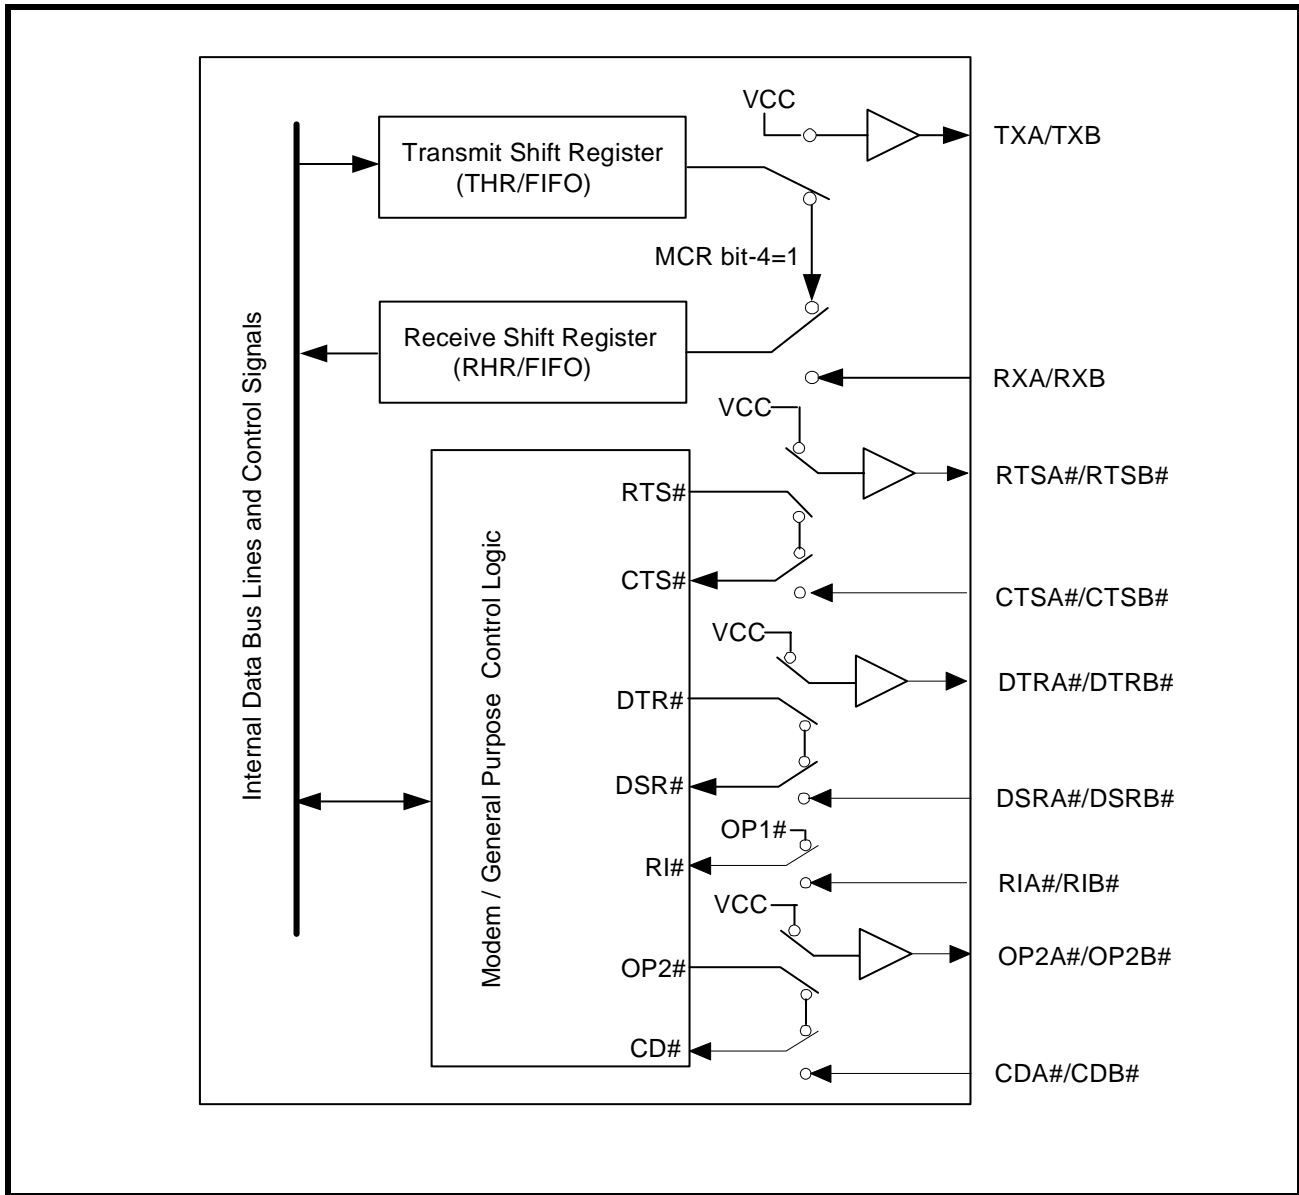 VCC
TXA/TXB
Transmit Shift Register
(THR/FIFO)
MCR bit-4=1
Receive Shift Register
(RHR/FIFO)
RXA/RXB
Internal Data Bus Lines and Control Signals
VCC
RTSA#/RTSB#
RTS#
CTS#
CTSA#/CTSB#
Modem / General Purpose Control Logic
VCC
DTRA#/DTRB#
DTR#
DSR#
DSRA#/DSRB#
OP1#
RI#
RIA#/RIB#
VCC
OP2A#/OP2B#
OP2#
CD#
CDA#/CDB#